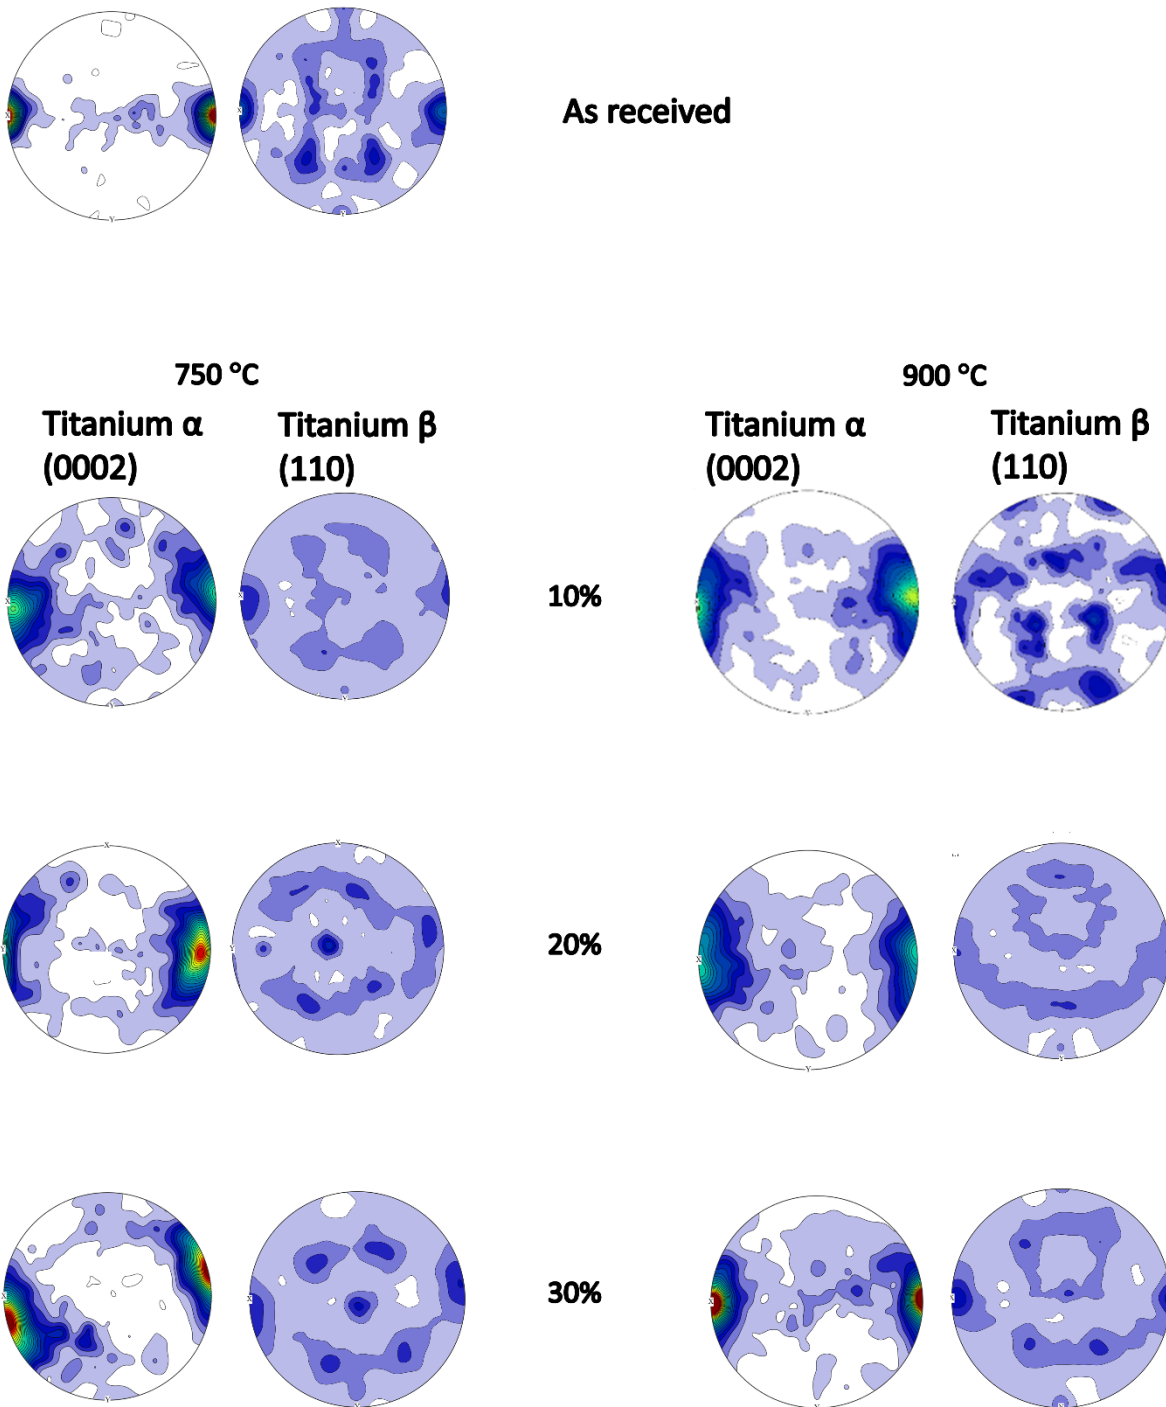 As received
750 °C
900 °C
Titanium α
(0002)
Titanium β
(110)
Titanium α
(0002)
Titanium β
(110)
10%
20%
30%